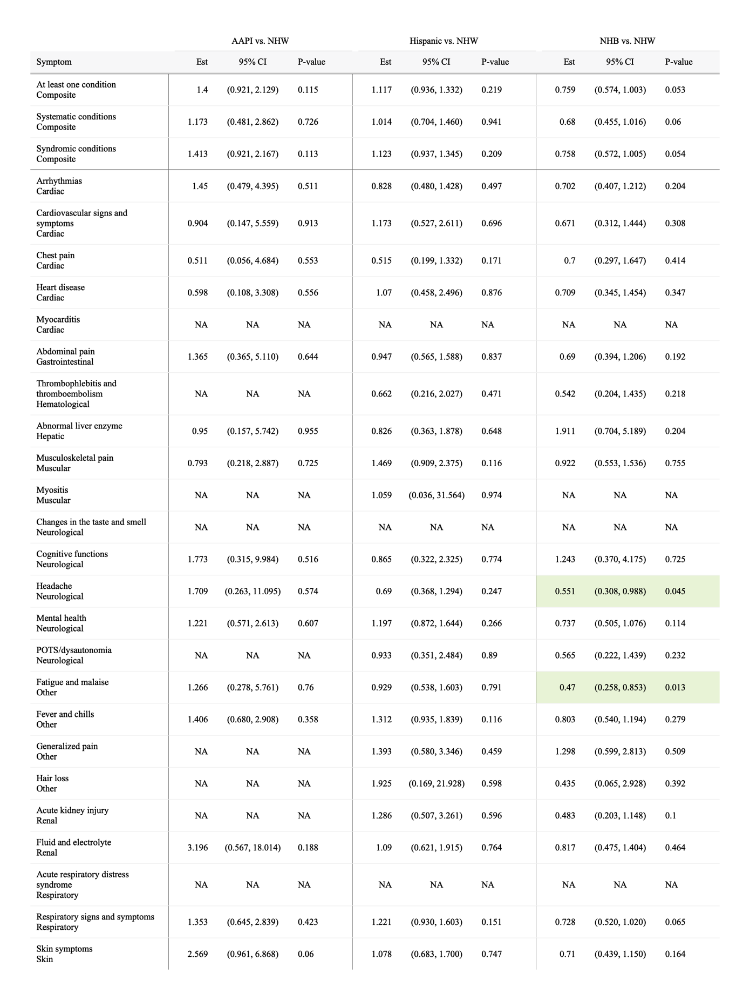 AAPI vs. NHW Hispanic vs. NHW NHB vs. NHW
Symptom Est 95% CI P-value Est 95% CI P-value Est 95% CI P-value
At least one condition
Composite 1.4 (0.921, 2.129) 0.115 1.117 (0.936, 1.332) 0.219 0.759 (0.574, 1.003) 0.053
Systematic conditions
Composite 1.173 (0.481, 2.862) 0.726 1.014 (0.704, 1.460) 0.941 0.68 (0.455, 1.016) 0.06
Syndromic conditions
Composite 1.413 (0.921, 2.167) 0.113 1.123 (0.937, 1.345) 0.209 0.758 (0.572, 1.005) 0.054
Arrhythmias
Cardiac 1.45 (0.479, 4.395) 0.511 0.828 (0.480, 1.428) 0.497 0.702 (0.407, 1.212) 0.204
Cardiovascular signs and
symptoms 0.904 (0.147, 5.559) 0.913 1.173 (0.527, 2.611) 0.696 0.671 (0.312, 1.444) 0.308
Cardiac
Chest pain
Cardiac 0.511 (0.056, 4.684) 0.553 0.515 (0.199, 1.332) 0.171 0.7 (0.297, 1.647) 0.414
Heart disease
Cardiac 0.598 (0.108, 3.308) 0.556 1.07 (0.458, 2.496) 0.876 0.709 (0.345, 1.454) 0.347
Myocarditis
Cardiac NA NA NA NA NA NA NA NA NA
Abdominal pain
Gastrointestinal 1.365 (0.365, 5.110) 0.644 0.947 (0.565, 1.588) 0.837 0.69 (0.394, 1.206) 0.192
Thrombophlebitis and
thromboembolism NA NA NA 0.662 (0.216, 2.027) 0.471 0.542 (0.204, 1.435) 0.218
Hematological
Abnormal liver enzyme
Hepatic 0.95 (0.157, 5.742) 0.955 0.826 (0.363, 1.878) 0.648 1.911 (0.704, 5.189) 0.204
Musculoskeletal pain
Muscular 0.793 (0.218, 2.887) 0.725 1.469 (0.909, 2.375) 0.116 0.922 (0.553, 1.536) 0.755
Myositis
Muscular NA NA NA 1.059 (0.036, 31.564) 0.974 NA NA NA
Changes in the taste and smell
Neurological NA NA NA NA NA NA NA NA NA
Cognitive functions
Neurological 1.773 (0.315, 9.984) 0.516 0.865 (0.322, 2.325) 0.774 1.243 (0.370, 4.175) 0.725
Headache
Neurological 1.709 (0.263, 11.095) 0.574 0.69 (0.368, 1.294) 0.247 0.551 (0.308, 0.988) 0.045
Mental health
Neurological 1.221 (0.571, 2.613) 0.607 1.197 (0.872, 1.644) 0.266 0.737 (0.505, 1.076) 0.114
POTS/dysautonomia
Neurological NA NA NA 0.933 (0.351, 2.484) 0.89 0.565 (0.222, 1.439) 0.232
Fatigue and malaise
Other 1.266 (0.278, 5.761) 0.76 0.929 (0.538, 1.603) 0.791 0.47 (0.258, 0.853) 0.013
Fever and chills
Other 1.406 (0.680, 2.908) 0.358 1.312 (0.935, 1.839) 0.116 0.803 (0.540, 1.194) 0.279
Generalized pain
Other NA NA NA 1.393 (0.580, 3.346) 0.459 1.298 (0.599, 2.813) 0.509
Hair loss
Other NA NA NA 1.925 (0.169, 21.928) 0.598 0.435 (0.065, 2.928) 0.392
Acute kidney injury
Renal NA NA NA 1.286 (0.507, 3.261) 0.596 0.483 (0.203, 1.148) 0.1
Fluid and electrolyte
Renal 3.196 (0.567, 18.014) 0.188 1.09 (0.621, 1.915) 0.764 0.817 (0.475, 1.404) 0.464
Acute respiratory distress
syndrome NA NA NA NA NA NA NA NA NA
Respiratory
Respiratory signs and symptoms
Respiratory 1.353 (0.645, 2.839) 0.423 1.221 (0.930, 1.603) 0.151 0.728 (0.520, 1.020) 0.065
Skin symptoms
Skin 2.569 (0.961, 6.868) 0.06 1.078 (0.683, 1.700) 0.747 0.71 (0.439, 1.150) 0.164